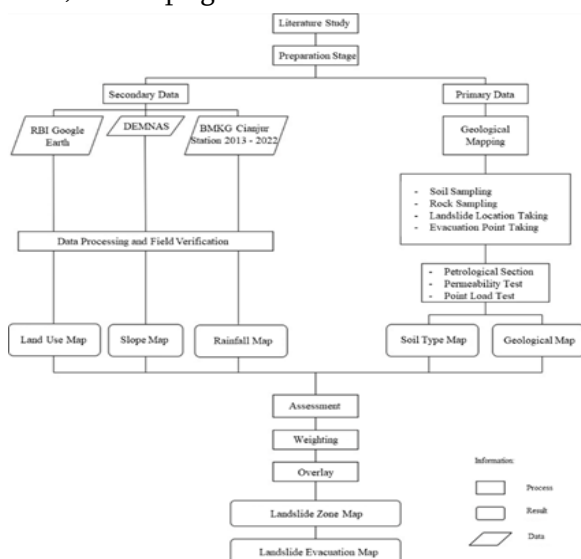 Literature Study
Preparation Stage
Secondary Data
Primary Data
RBI Google
Earth
DEMNAS
BMKG Cianjur
Station 2013 - 2022
Geological
Mapping
- Soil Sampling
- Rock Sampling
- Landslide Location Taking
- Evacuation Point Taking
Data Processing and Field Verification
- Petrological Section
- Permeability Test
- Point Load Test
Land Use Map
Slope Map
Rainfall Map
Soil Type Map
Geological Map
Assessment
Weighting
Overlay
Landslide Zone Map
Landslide Evacuation Map
Information:
Process
Result
Data